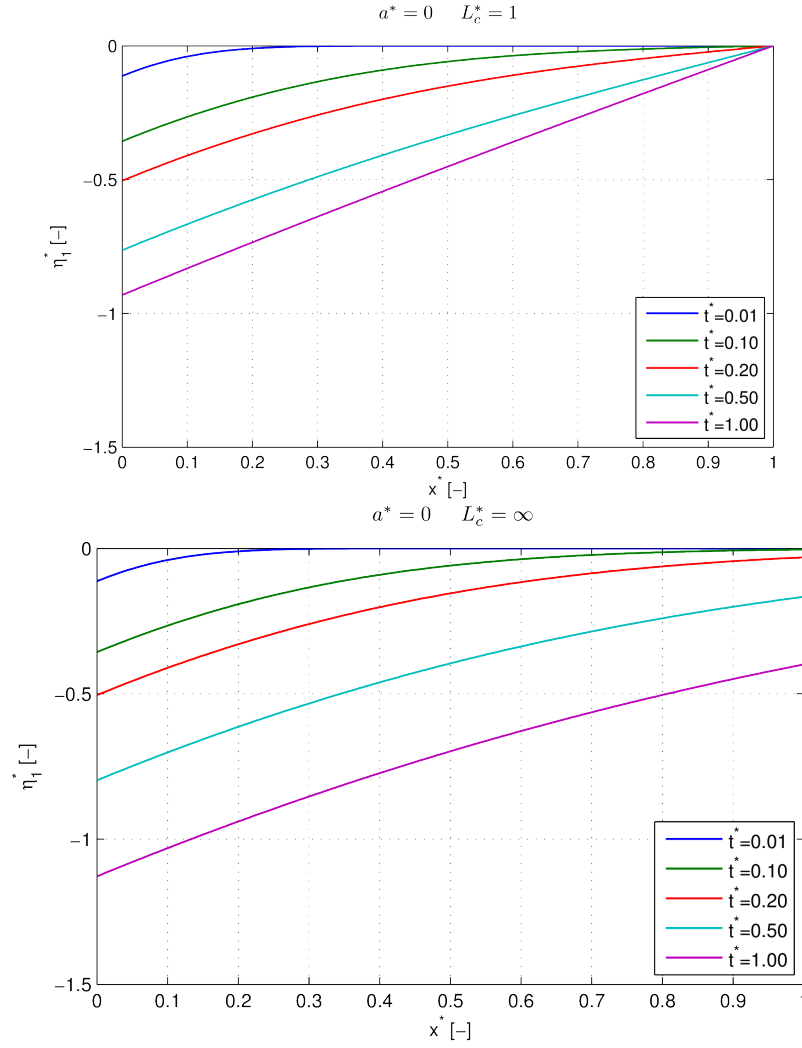 a* = 0 L*c = 1
0
−0.5
−1
−1.5
η*1 [−]
0 0.1 0.2 0.3 0.4 0.5 0.6 0.7 0.8 0.9 1
x* [−]
t*=0.01
t*=0.10
t*=0.20
t*=0.50
t*=1.00
a* = 0 L*c = ∞
0
−0.5
−1
−1.5
η*1 [−]
0 0.1 0.2 0.3 0.4 0.5 0.6 0.7 0.8 0.9 1
x* [−]
t*=0.01
t*=0.10
t*=0.20
t*=0.50
t*=1.00